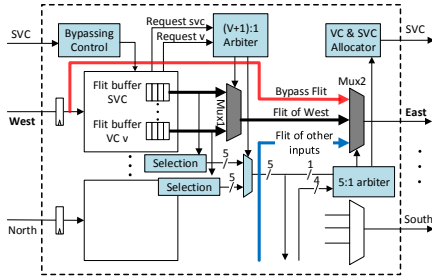 SVC
Bypassing
Control
Request svc
Request v
(V+1):1
Arbiter
VC & SVC
Allocator
SVC
Mux2
West
Flit buffer
SVC
Flit buffer
VC v
Mux1
Bypass Flit
Flit of West
Flit of other
inputs
East
Selection
5
Selection
5
5
1
4
5:1 arbiter
North
South